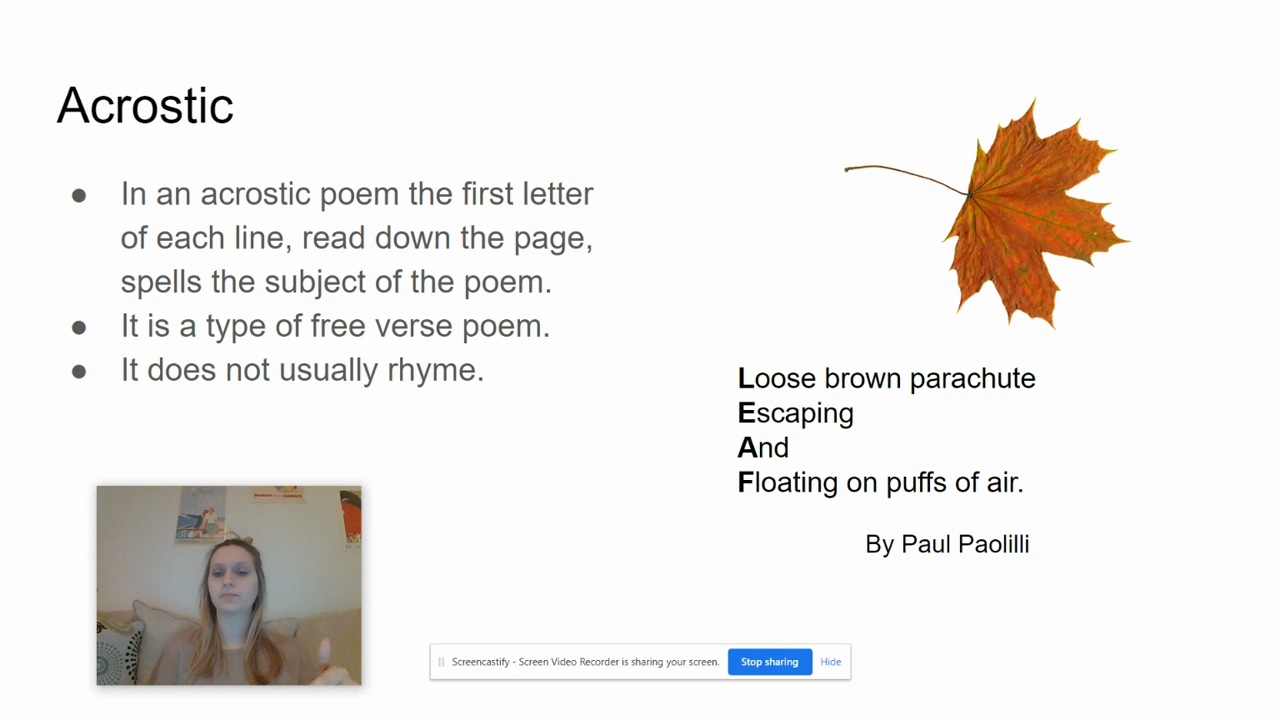 Acrostic
● In an acrostic poem the first letter
of each line, read down the page,
spells the subject of the poem.
● It is a type of free verse poem.
● It does not usually rhyme.
Loose brown parachute
Escaping
And
Floating on puffs of air.
By Paul Paolilli
Screencastify - Screen Video Recorder is sharing your screen.
Stop sharing
Hide